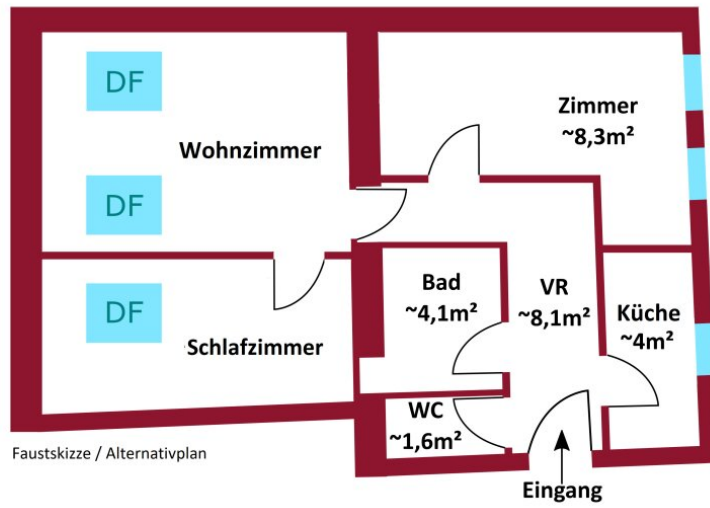 DF
Zimmer
~8,3m²
Wohnzimmer
DF
Bad
~4,1m²
VR
~8,1m²
Küche
~4m²
DF
Schlafzimmer
WC
~1,6m²
Faustskizze / Alternativplan
Eingang